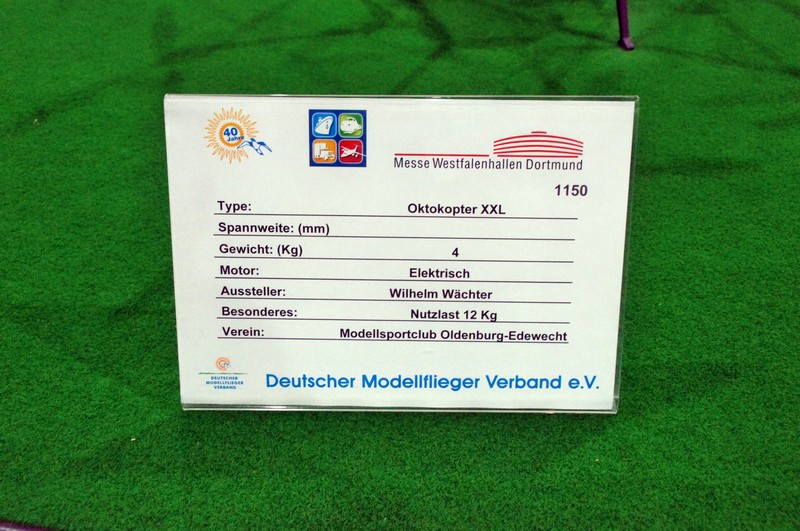 40
Jahre
Messe Westfalenhallen Dortmund
1150
Type: Oktokopter XXL
Spannweite: (mm)
Gewicht: (Kg) 4
Motor: Elektrisch
Aussteller: Wilhelm Wächter
Besonderes: Nutzlast 12 Kg
Verein: Modellsportclub Oldenburg-Edewecht
DEUTSCHER
MODELLFLIEGER
VERBAND
Deutscher Modellflieger Verband e.V.